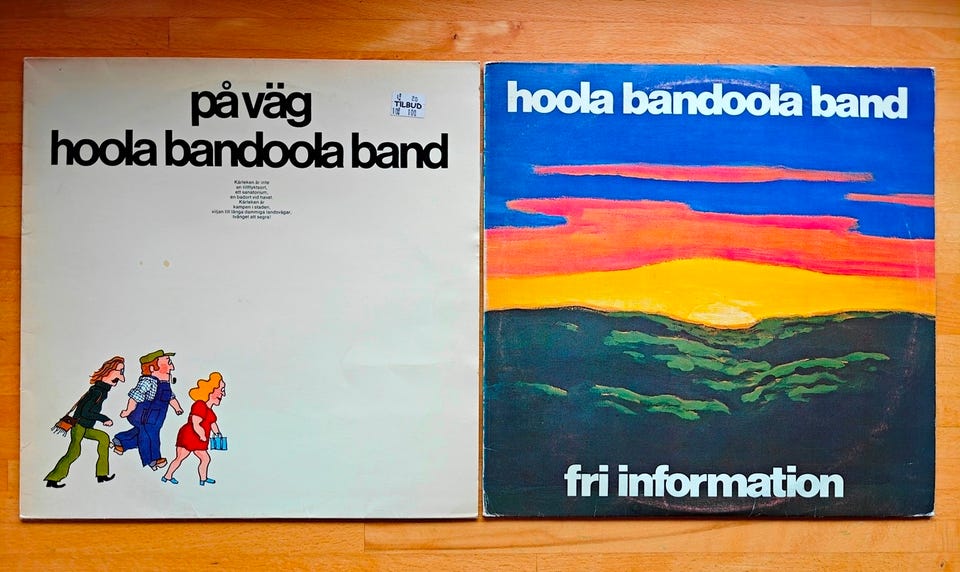 på väg
hoola bandoola band
TILBUD
100
Kärleken är inte
en tillflyktsort,
ett sanatorium,
en badort vid havet.
Kärleken är
kampen i staden,
viljan till långa dammiga landsvägar,
tvånget att segra!
hoola bandoola band
fri information